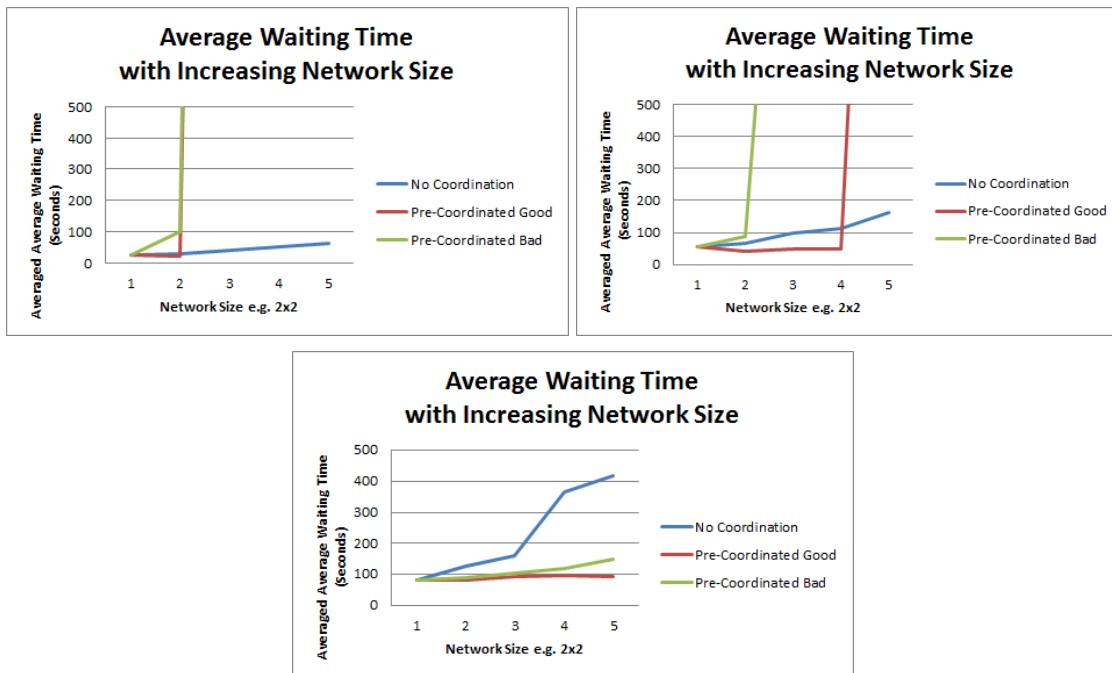 Average Waiting Time
with Increasing Network Size
Averaged Average Waiting Time
(Seconds)
500
400
300
200
100
0
1 2 3 4 5
Network Size e.g. 2x2
No Coordination
Pre-Coordinated Good
Pre-Coordinated Bad
Average Waiting Time
with Increasing Network Size
Averaged Average Waiting Time
(Seconds)
500
400
300
200
100
0
1 2 3 4 5
Network Size e.g. 2x2
No Coordination
Pre-Coordinated Good
Pre-Coordinated Bad
Average Waiting Time
with Increasing Network Size
Averaged Average Waiting Time
(Seconds)
500
400
300
200
100
0
1 2 3 4 5
Network Size e.g. 2x2
No Coordination
Pre-Coordinated Good
Pre-Coordinated Bad